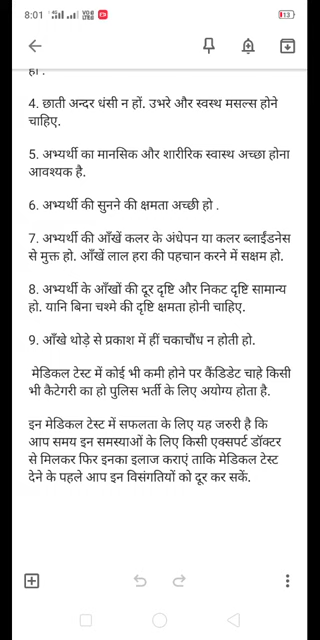 8:01
13
हो .
4. छाती अन्दर धंसी न हों. उभरे और स्वस्थ मसल्स होने
चाहिए.
5. अभ्यर्थी का मानसिक और शारीरिक स्वास्थ अच्छा होना
आवश्यक है.
6. अभ्यर्थी की सुनने की क्षमता अच्छी हो .
7. अभ्यर्थी की आँखें कलर के अंधेपन या कलर ब्लाईंडनेस
से मुक्त हो. आँखें लाल हरा की पहचान करने में सक्षम हो.
8. अभ्यर्थी के आँखों की दूर दृष्टि और निकट दृष्टि सामान्य
हो. यानि बिना चश्मे की दृष्टि क्षमता होनी चाहिए.
9. आँखे थोड़े से प्रकाश में हीं चकाचौंध न होती हो.
मेडिकल टेस्ट में कोई भी कमी होने पर कैंडिडेट चाहे किसी
भी कैटेगरी का हो पुलिस भर्ती के लिए अयोग्य होता है.
इन मेडिकल टेस्ट में सफलता के लिए यह जरुरी है कि
आप समय इन समस्याओं के लिए किसी एक्सपर्ट डॉक्टर
से मिलकर फिर इनका इलाज कराएं ताकि मेडिकल टेस्ट
देने के पहले आप इन विसंगतियों को दूर कर सकें.